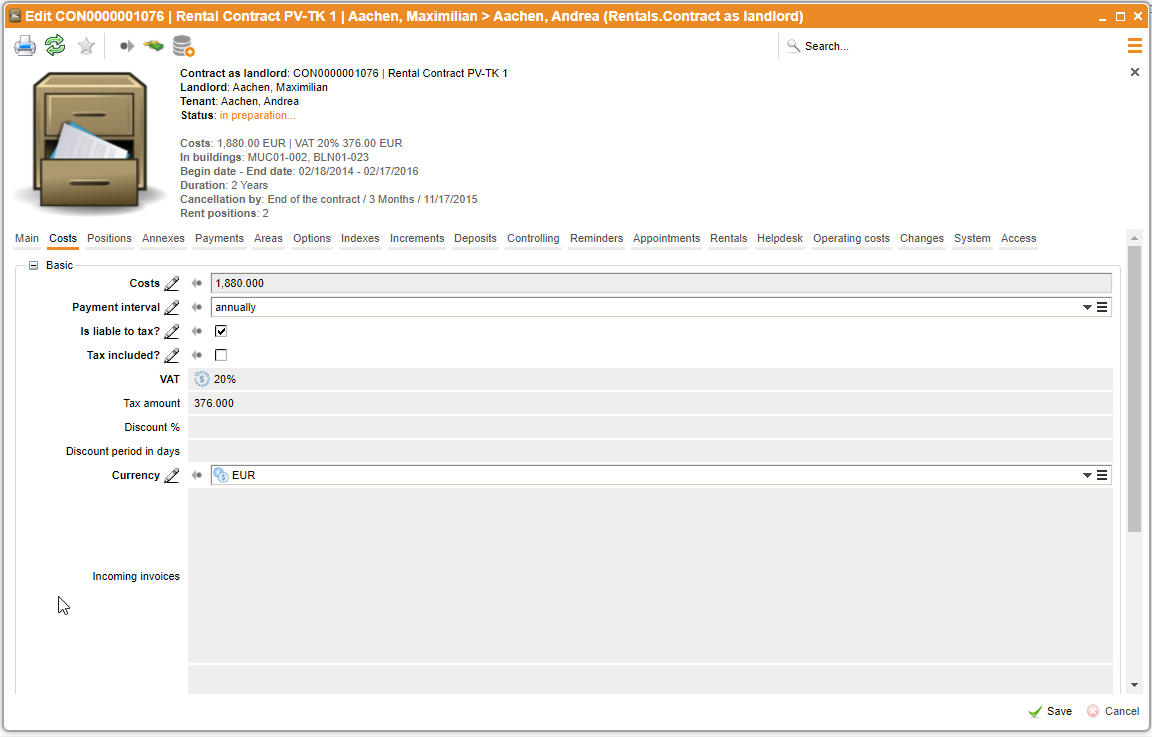 Edit CON0000001076 | Rental Contract PV-TK 1 | Aachen, Maximilian > Aachen, Andrea (Rentals.Contract as landlord)
Search...
Contract as landlord: CON0000001076 | Rental Contract PV-TK 1
Landlord: Aachen, Maximilian
Tenant: Aachen, Andrea
Status: in preparation...
Costs: 1,880.00 EUR | VAT 20% 376.00 EUR
In buildings: MUC01-002, BLN01-023
Begin date - End date: 02/18/2014 - 02/17/2016
Duration: 2 Years
Cancellation by: End of the contract / 3 Months / 11/17/2015
Rent positions: 2
Main Costs Positions Annexes Payments Areas Options Indexes Increments Deposits Controlling Reminders Appointments Rentals Helpdesk Operating costs Changes System Access
Basic
Costs 1,880.000
Payment interval annually
Is liable to tax?
Tax included?
VAT 20%
Tax amount 376.000
Discount %
Discount period in days
Currency EUR
Incoming invoices
Save Cancel